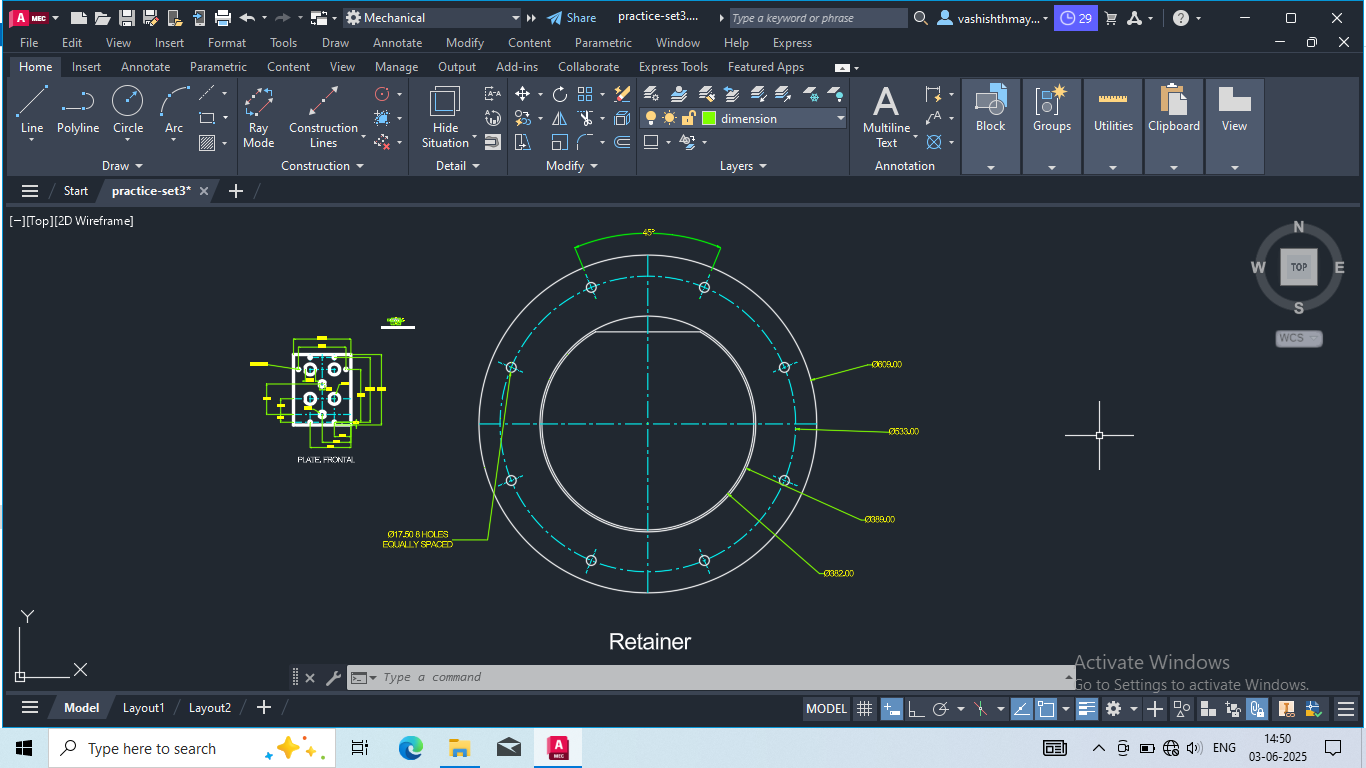 A MEC
Mechanical
Share
practice-set3....
Type a keyword or phrase
vashishthmay...
29
File Edit View Insert Format Tools Draw Annotate Modify Content Parametric Window Help Express
Home Insert Annotate Parametric Content View Manage Output Add-ins Collaborate Express Tools Featured Apps
Line Polyline Circle Arc
Ray Mode
Construction Lines
Hide Situation
dimension
Multiline Text
Block Groups Utilities Clipboard View
Draw Construction Detail Modify Layers Annotation
Start practice-set3*
[−][Top][2D Wireframe]
45°
N
W TOP E
S
WCS
Ø609.00
Ø533.00
PLATE, FRONTAL
Ø389.00
Ø17.50 8 HOLES
EQUALLY SPACED
Ø382.00
Y
X
Retainer
Type a command
Activate Windows
Go to Settings to activate Windows.
Model Layout1 Layout2
MODEL
Type here to search
A MEC
ENG
14:50
03-06-2025